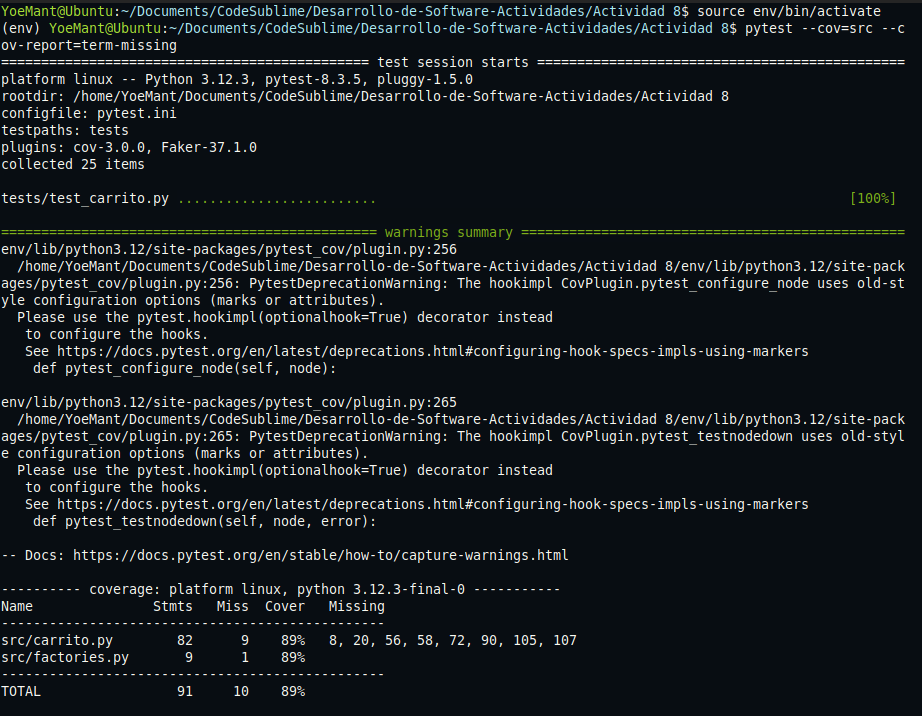 YoeMant@Ubuntu:~/Documents/CodeSublime/Desarrollo-de-Software-Actividades/Actividad 8$ source env/bin/activate
(env) YoeMant@Ubuntu:~/Documents/CodeSublime/Desarrollo-de-Software-Actividades/Actividad 8$ pytest --cov=src --c
ov-report=term-missing
============================================== test session starts ==============================================
platform linux -- Python 3.12.3, pytest-8.3.5, pluggy-1.5.0
rootdir: /home/YoeMant/Documents/CodeSublime/Desarrollo-de-Software-Actividades/Actividad 8
configfile: pytest.ini
testpaths: tests
plugins: cov-3.0.0, Faker-37.1.0
collected 25 items

tests/test_carrito.py .........................                                                           [100%]

=============================================== warnings summary ================================================
env/lib/python3.12/site-packages/pytest_cov/plugin.py:256
  /home/YoeMant/Documents/CodeSublime/Desarrollo-de-Software-Actividades/Actividad 8/env/lib/python3.12/site-pack
ages/pytest_cov/plugin.py:256: PytestDeprecationWarning: The hookimpl CovPlugin.pytest_configure_node uses old-st
yle configuration options (marks or attributes).
  Please use the pytest.hookimpl(optionalhook=True) decorator instead
   to configure the hooks.
   See https://docs.pytest.org/en/latest/deprecations.html#configuring-hook-specs-impls-using-markers
    def pytest_configure_node(self, node):

env/lib/python3.12/site-packages/pytest_cov/plugin.py:265
  /home/YoeMant/Documents/CodeSublime/Desarrollo-de-Software-Actividades/Actividad 8/env/lib/python3.12/site-pack
ages/pytest_cov/plugin.py:265: PytestDeprecationWarning: The hookimpl CovPlugin.pytest_testnodedown uses old-styl
e configuration options (marks or attributes).
  Please use the pytest.hookimpl(optionalhook=True) decorator instead
   to configure the hooks.
   See https://docs.pytest.org/en/latest/deprecations.html#configuring-hook-specs-impls-using-markers
    def pytest_testnodedown(self, node, error):

-- Docs: https://docs.pytest.org/en/stable/how-to/capture-warnings.html

---------- coverage: platform linux, python 3.12.3-final-0 -----------
Name               Stmts   Miss  Cover   Missing
------------------------------------------------
src/carrito.py        82      9    89%   8, 20, 56, 58, 72, 90, 105, 107
src/factories.py       9      1    89%
------------------------------------------------
TOTAL                 91     10    89%